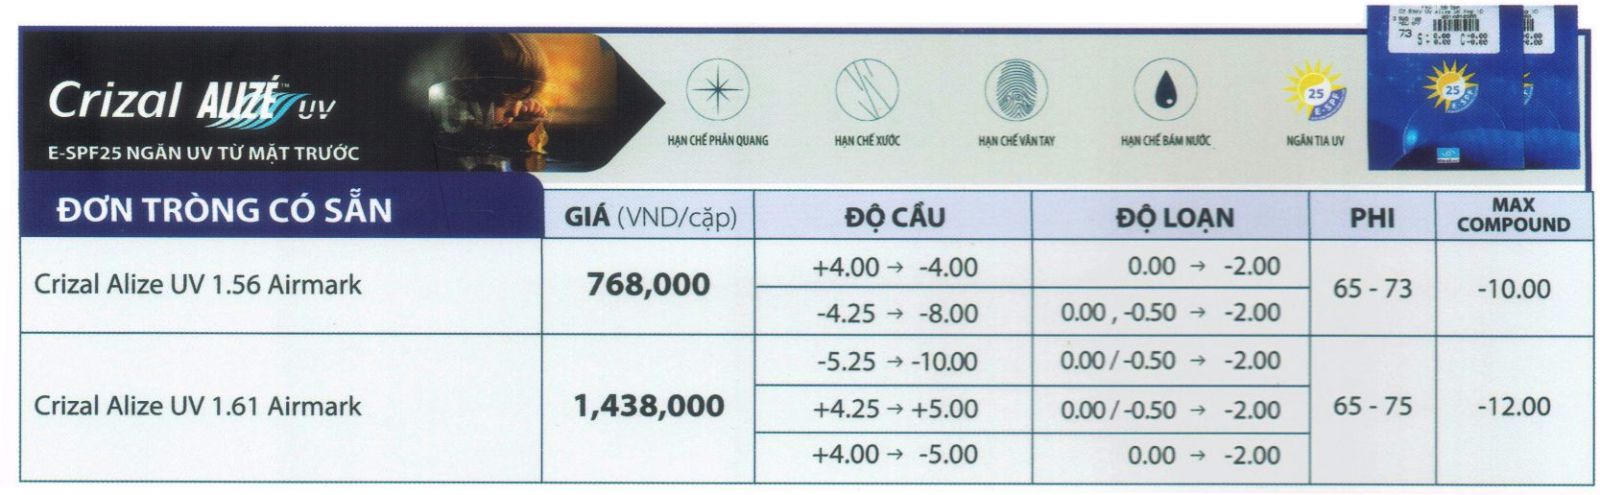 73 S: 0.00 C-0.00
Crizal ALIZÉ™ UV
E-SPF25 NGĂN UV TỪ MẶT TRƯỚC
HẠN CHẾ PHẢN QUANG
HẠN CHẾ XƯỚC
HẠN CHẾ VÂN TAY
HẠN CHẾ BÁM NƯỚC
25 E-SPF
NGĂN TIA UV
25 E-SPF
ĐƠN TRÒNG CÓ SẴN GIÁ (VND/cặp) ĐỘ CẦU ĐỘ LOẠN PHI MAX COMPOUND
Crizal Alize UV 1.56 Airmark 768,000 +4.00 → -4.00 0.00 → -2.00 65 - 73 -10.00
-4.25 → -8.00 0.00 , -0.50 → -2.00
Crizal Alize UV 1.61 Airmark 1,438,000 -5.25 → -10.00 0.00 / -0.50 → -2.00 65 - 75 -12.00
+4.25 → +5.00 0.00 / -0.50 → -2.00
+4.00 → -5.00 0.00 → -2.00